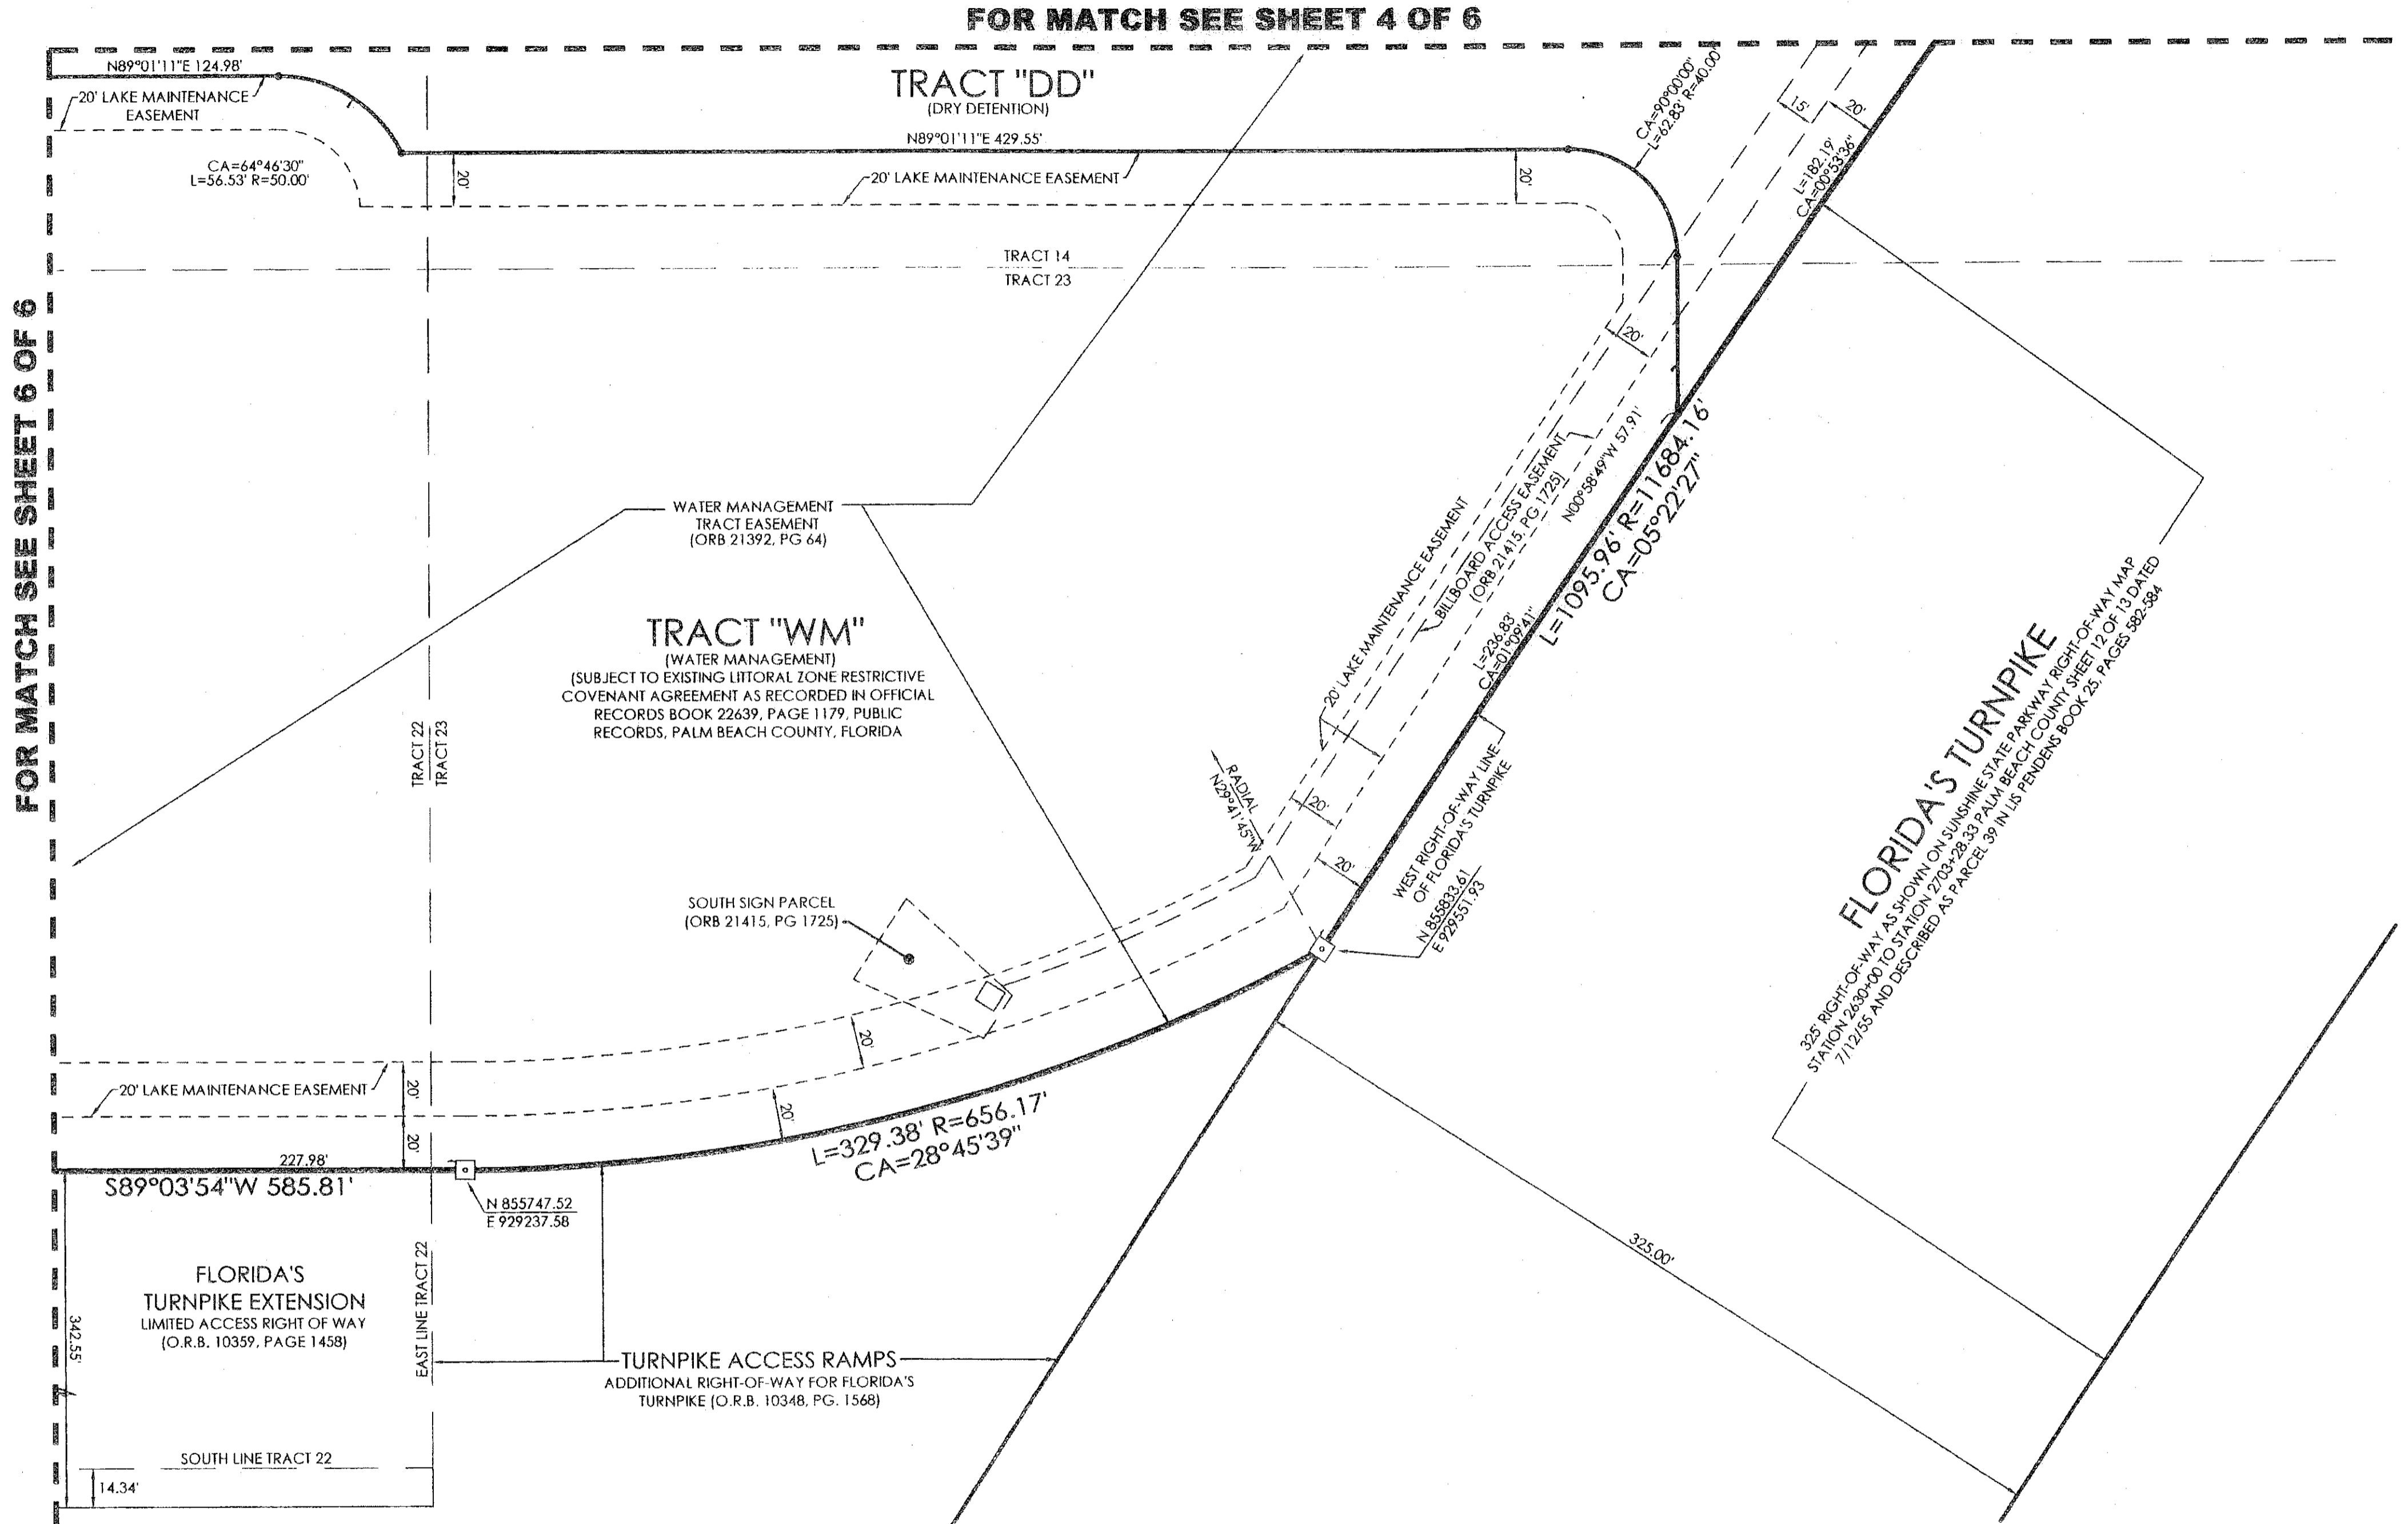 FOR MATCH SEE SHEET 4 OF 6
FOR MATCH SEE SHEET 6 OF 6
N89°01'11"E 124.98'
20' LAKE MAINTENANCE
EASEMENT
CA=64°46'30"
L=56.53' R=50.00'
TRACT "DD"
(DRY DETENTION)
N89°01'11"E 429.55'
20'
20' LAKE MAINTENANCE EASEMENT
20'
CA=90°00'00"
L=62.83' R=40.00'
15'
20'
L=182.19'
CA=00°53'36"
TRACT 14
TRACT 23
20'
WATER MANAGEMENT
TRACT EASEMENT
(ORB 21392, PG 64)
TRACT "WM"
(WATER MANAGEMENT)
(SUBJECT TO EXISTING LITTORAL ZONE RESTRICTIVE
COVENANT AGREEMENT AS RECORDED IN OFFICIAL
RECORDS BOOK 22639, PAGE 1179, PUBLIC
RECORDS, PALM BEACH COUNTY, FLORIDA
TRACT 22
TRACT 23
20' LAKE MAINTENANCE EASEMENT
BILLBOARD ACCESS EASEMENT
(ORB 21415, PG 1725)
N00°58'49"W 57.91'
L=236.83'
CA=01°09'41"
L=1095.96' R=11684.16'
CA=05°22'27"
FLORIDA'S TURNPIKE
325' RIGHT-OF-WAY AS SHOWN ON SUNSHINE STATE PARKWAY RIGHT-OF-WAY MAP
STATION 2630+00 TO STATION 2703+28.33 PALM BEACH COUNTY SHEET 12 OF 13 DATED
7/12/55 AND DESCRIBED AS PARCEL 39 IN LIS PENDENS BOOK 25, PAGES 582-584
RADIAL
N29°41'45"W
20'
20'
WEST RIGHT-OF-WAY LINE
OF FLORIDA'S TURNPIKE
N 855833.61
E 929551.93
SOUTH SIGN PARCEL
(ORB 21415, PG 1725)
20'
20'
20' LAKE MAINTENANCE EASEMENT
20'
20'
L=329.38' R=656.17'
CA=28°45'39"
227.98'
S89°03'54"W 585.81'
N 855747.52
E 929237.58
325.00'
FLORIDA'S
TURNPIKE EXTENSION
LIMITED ACCESS RIGHT OF WAY
(O.R.B. 10359, PAGE 1458)
342.55'
EAST LINE TRACT 22
TURNPIKE ACCESS RAMPS
ADDITIONAL RIGHT-OF-WAY FOR FLORIDA'S
TURNPIKE (O.R.B. 10348, PG. 1568)
SOUTH LINE TRACT 22
14.34'